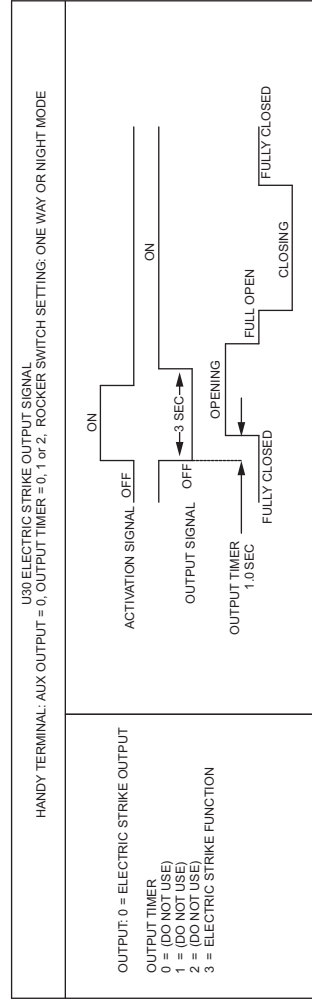 U30 ELECTRIC STRIKE OUTPUT SIGNAL
HANDY TERMINAL: AUX OUTPUT = 0, OUTPUT TIMER = 0, 1 or 2, ROCKER SWITCH SETTING: ONE WAY OR NIGHT MODE
OUTPUT: 0 = ELECTRIC STRIKE OUTPUT
OUTPUT TIMER
0 = (DO NOT USE)
1 = (DO NOT USE)
2 = (DO NOT USE)
3 = ELECTRIC STRIKE FUNCTION
ON
ACTIVATION SIGNAL OFF
ON
3 SEC
OUTPUT SIGNAL OFF
OPENING
FULL OPEN
OUTPUT TIMER
1.0 SEC
FULLY CLOSED
FULLY CLOSED
CLOSING